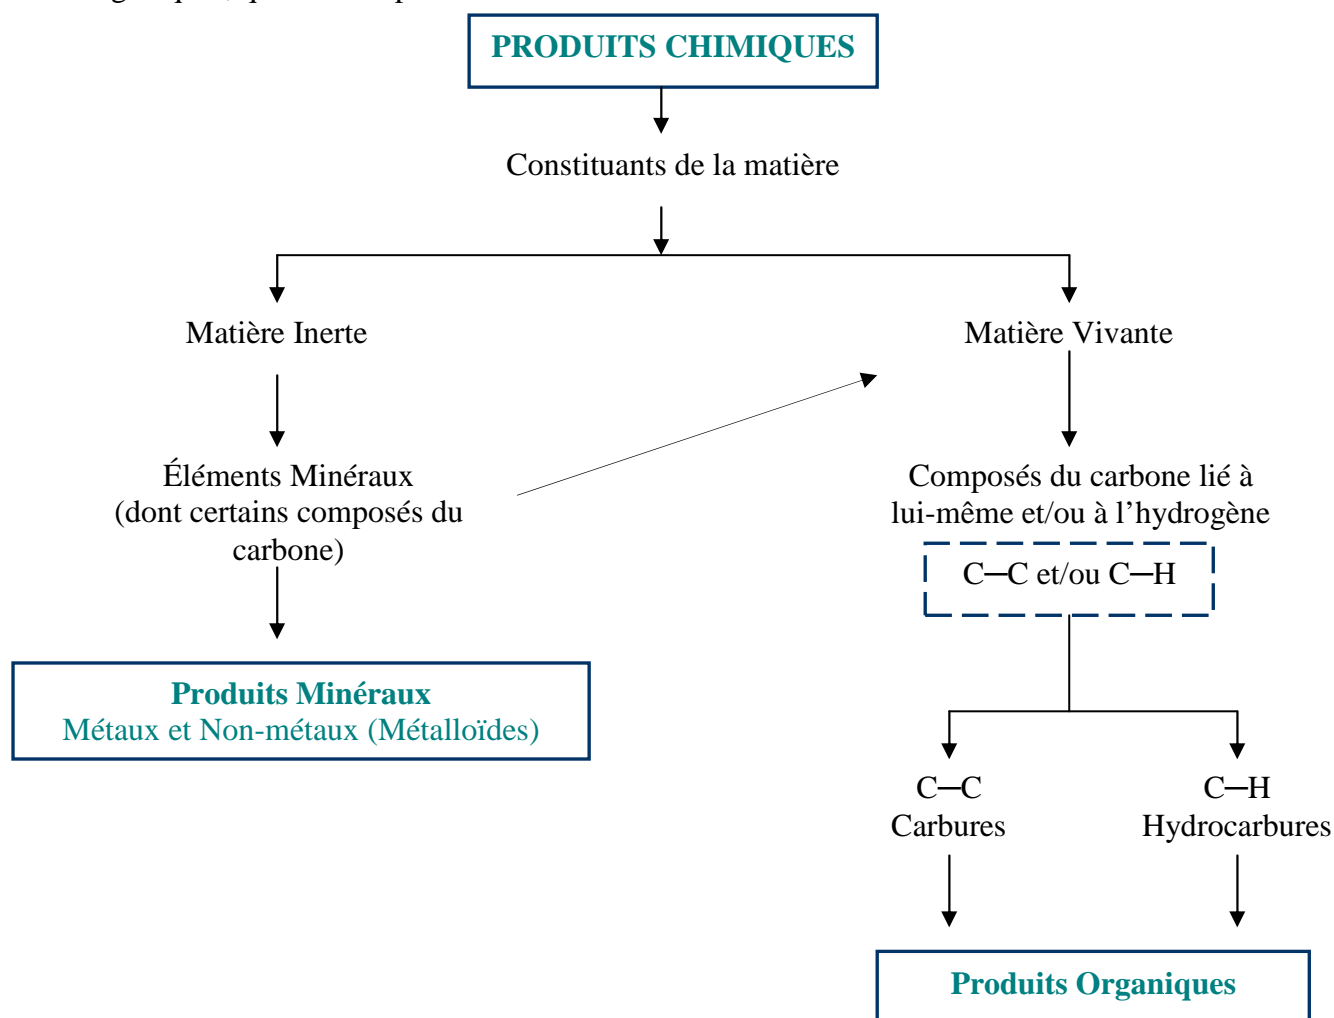 PRODUITS CHIMIQUES
Constituants de la matière
Matière Inerte
Matière Vivante
Éléments Minéraux
(dont certains composés du
carbone)
Composés du carbone lié à
lui-même et/ou à l’hydrogène
C─C et/ou C─H
Produits Minéraux
Métaux et Non-métaux (Métalloïdes)
C─C
Carbures
C─H
Hydrocarbures
Produits Organiques